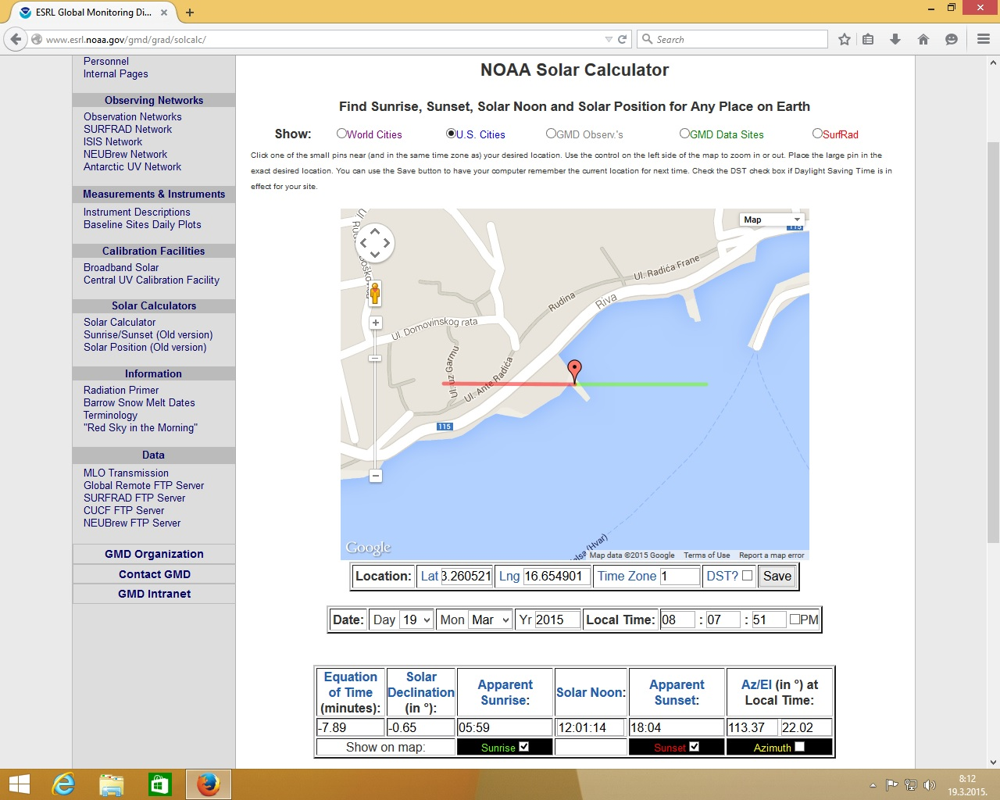 ESRL Global Monitoring Di...
www.esrl.noaa.gov/gmd/grad/solcalc/
Search
Personnel
Internal Pages
Observing Networks
Observation Networks
SURFRAD Network
ISIS Network
NEUBrew Network
Antarctic UV Network
Measurements & Instruments
Instrument Descriptions
Baseline Sites Daily Plots
Calibration Facilities
Broadband Solar
Central UV Calibration Facility
Solar Calculators
Solar Calculator
Sunrise/Sunset (Old version)
Solar Position (Old version)
Information
Radiation Primer
Barrow Snow Melt Dates
Terminology
"Red Sky in the Morning"
Data
MLO Transmission
Global Remote FTP Server
SURFRAD FTP Server
CUCF FTP Server
NEUBrew FTP Server
GMD Organization
Contact GMD
GMD Intranet
NOAA Solar Calculator
Find Sunrise, Sunset, Solar Noon and Solar Position for Any Place on Earth
Show: World Cities U.S. Cities GMD Observ.'s GMD Data Sites SurfRad
Click one of the small pins near (and in the same time zone as) your desired location. Use the control on the left side of the map to zoom in or out. Place the large pin in the
exact desired location. You can use the Save button to have your computer remember the current location for next time. Check the DST check box if Daylight Saving Time is in
effect for your site.
Map
115
Ul. Radića Frane
Riva
Rudina
Ul. Domovinskog rata
Ul. uz Garmu
Ul. Ante Radića
115
(Hvar)
Google
Map data ©2015 Google Terms of Use Report a map error
Location: Lat 3.260521 Lng 16.654901 Time Zone 1 DST? Save
Date: Day 19 Mon Mar Yr 2015 Local Time: 08 : 07 : 51 PM
Equation of Time (minutes): Solar Declination (in °): Apparent Sunrise: Solar Noon: Apparent Sunset: Az/El (in °) at Local Time:
-7.89 -0.65 05:59 12:01:14 18:04 113.37 22.02
Show on map: Sunrise Sunset Azimuth
8:12
19.3.2015.